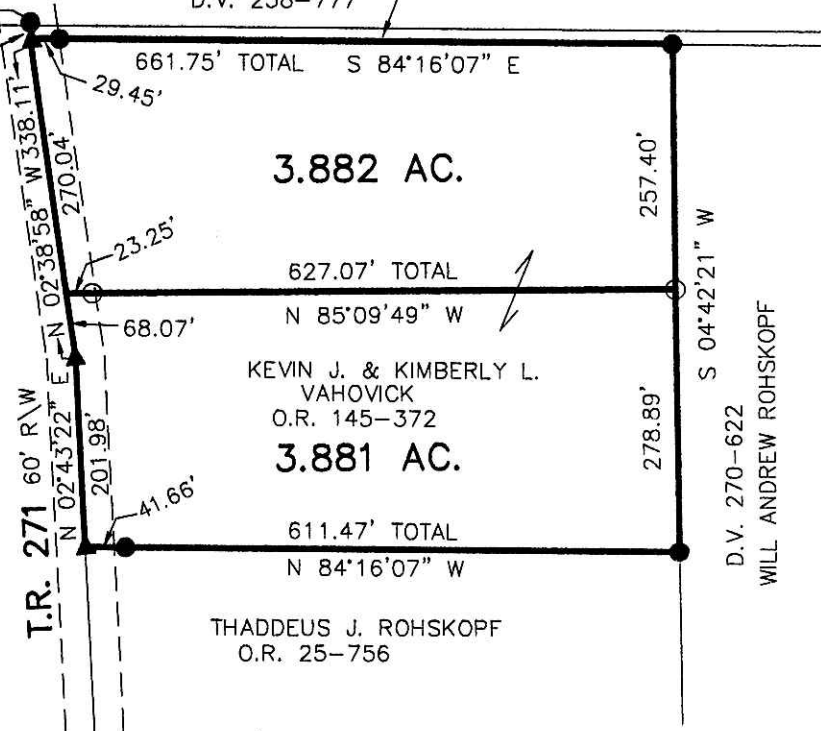 D.V. 238-777
661.75' TOTAL S 84°16'07" E
29.45'
N 02°38'58" W 338.11'
270.04'
3.882 AC.
257.40'
23.25'
627.07' TOTAL
N 85°09'49" W
S 04°42'21" W
68.07'
KEVIN J. & KIMBERLY L.
VAHOVICK
O.R. 145-372
3.881 AC.
278.89'
T.R. 271 60' R\W
N 02°43'22" E
201.98'
41.66'
611.47' TOTAL
N 84°16'07" W
D.V. 270-622
WILL ANDREW ROHSKOPF
THADDEUS J. ROHSKOPF
O.R. 25-756